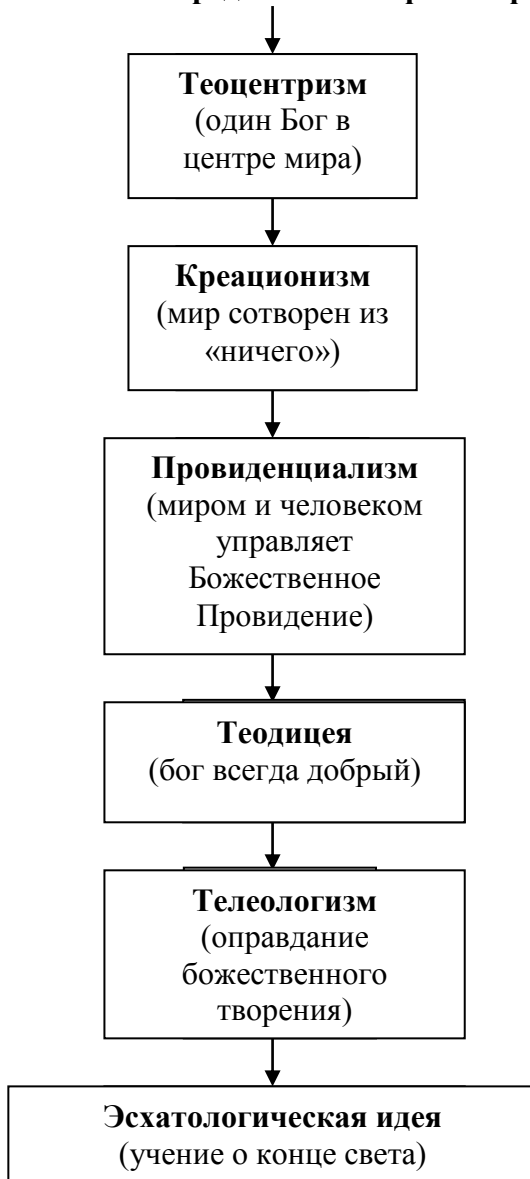 Теоцентризм
(один Бог в
центре мира)
Креационизм
(мир сотворен из
«ничего»)
Провиденциализм
(миром и человеком
управляет
Божественное
Провидение)
Теодицея
(бог всегда добрый)
Телеологизм
(оправдание
божественного
творения)
Эсхатологическая идея
(учение о конце света)